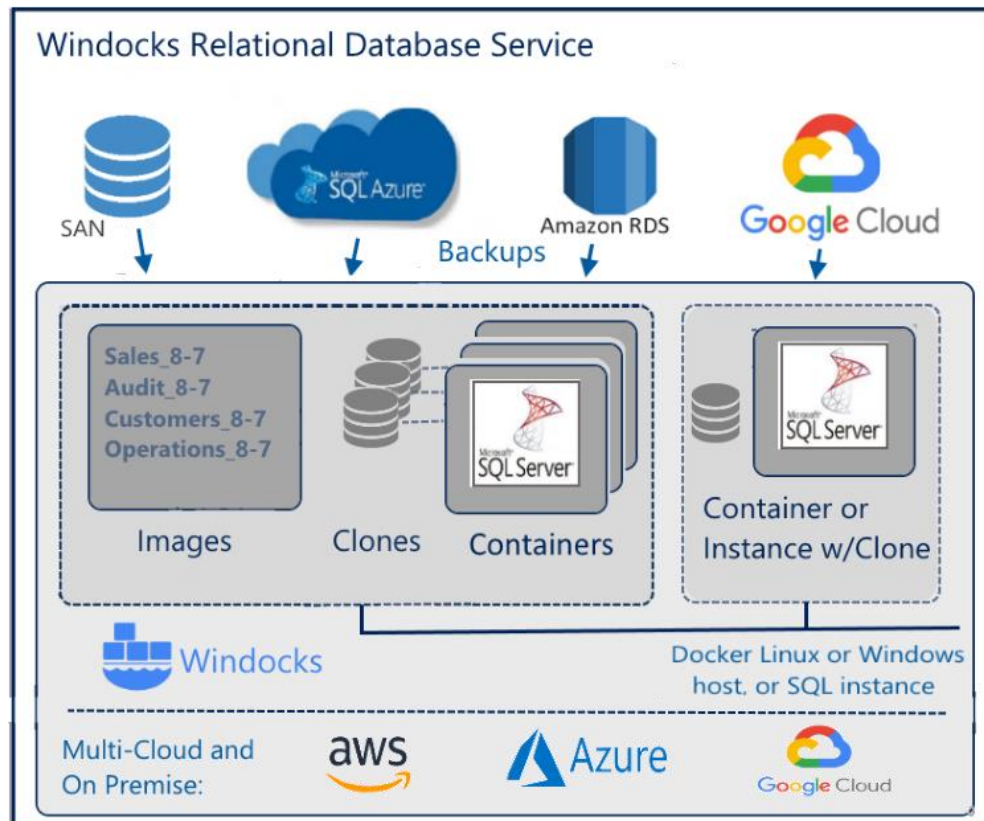 Windocks Relational Database Service
Microsoft
SQL Azure
SAN
Amazon RDS
Google Cloud
Backups
Sales_8-7
Audit_8-7
Customers_8-7
Operations_8-7
Microsoft
SQL Server
Microsoft
SQL Server
Images
Clones
Containers
Container or
Instance w/Clone
Windocks
Docker Linux or Windows
host, or SQL instance
Multi-Cloud and
On Premise:
aws
Azure
Google Cloud